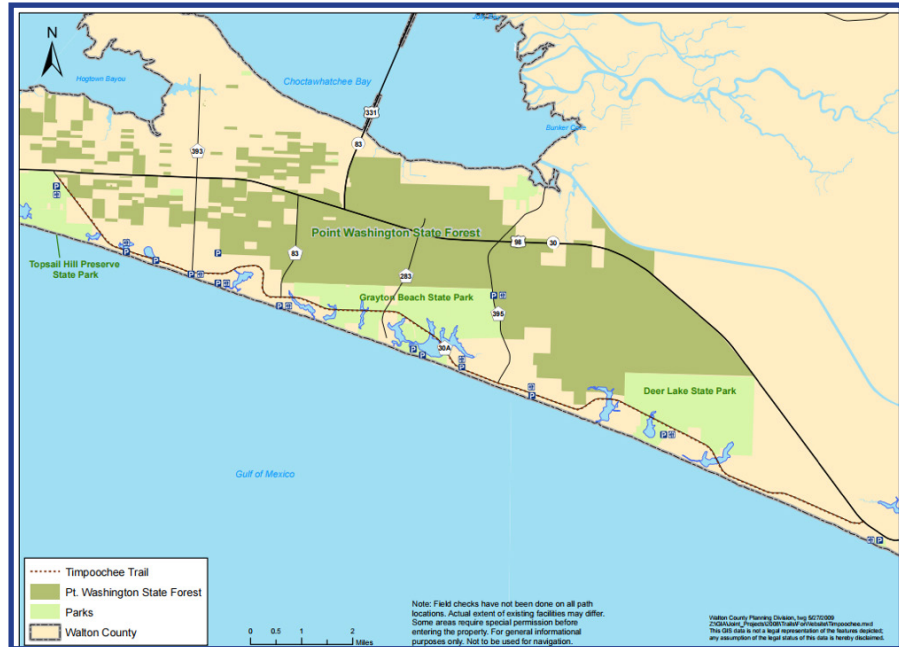 N
Hogtown Bayou
Choctawhatchee Bay
331
83
393
Point Washington State Forest
98
30
Topsail Hill Preserve
State Park
83
283
Grayton Beach State Park
395
30A
Deer Lake State Park
Gulf of Mexico
Timpoochee Trail
Pt. Washington State Forest
Parks
Walton County
0 0.5 1 2
Miles
Note: Field checks have not been done on all path
locations. Actual extent of existing facilities may differ.
Some areas require special permission before
entering the property. For general informational
purposes only. Not to be used for navigation.
Walton County Planning Division, 5/27/2009
This GIS data is not a legal representation of the features depicted;
any assumption of the legal status of this data is hereby disclaimed.